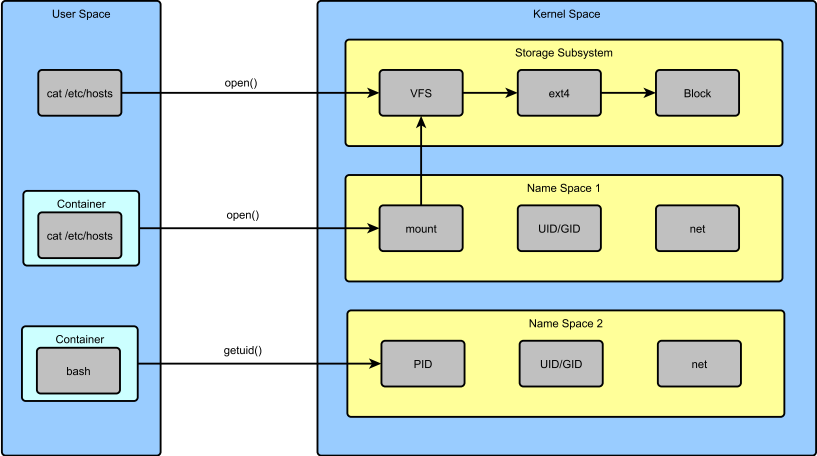 User Space
Kernel Space
Storage Subsystem
cat /etc/hosts
open()
VFS
ext4
Block
Name Space 1
Container
cat /etc/hosts
open()
mount
UID/GID
net
Name Space 2
Container
bash
getuid()
PID
UID/GID
net